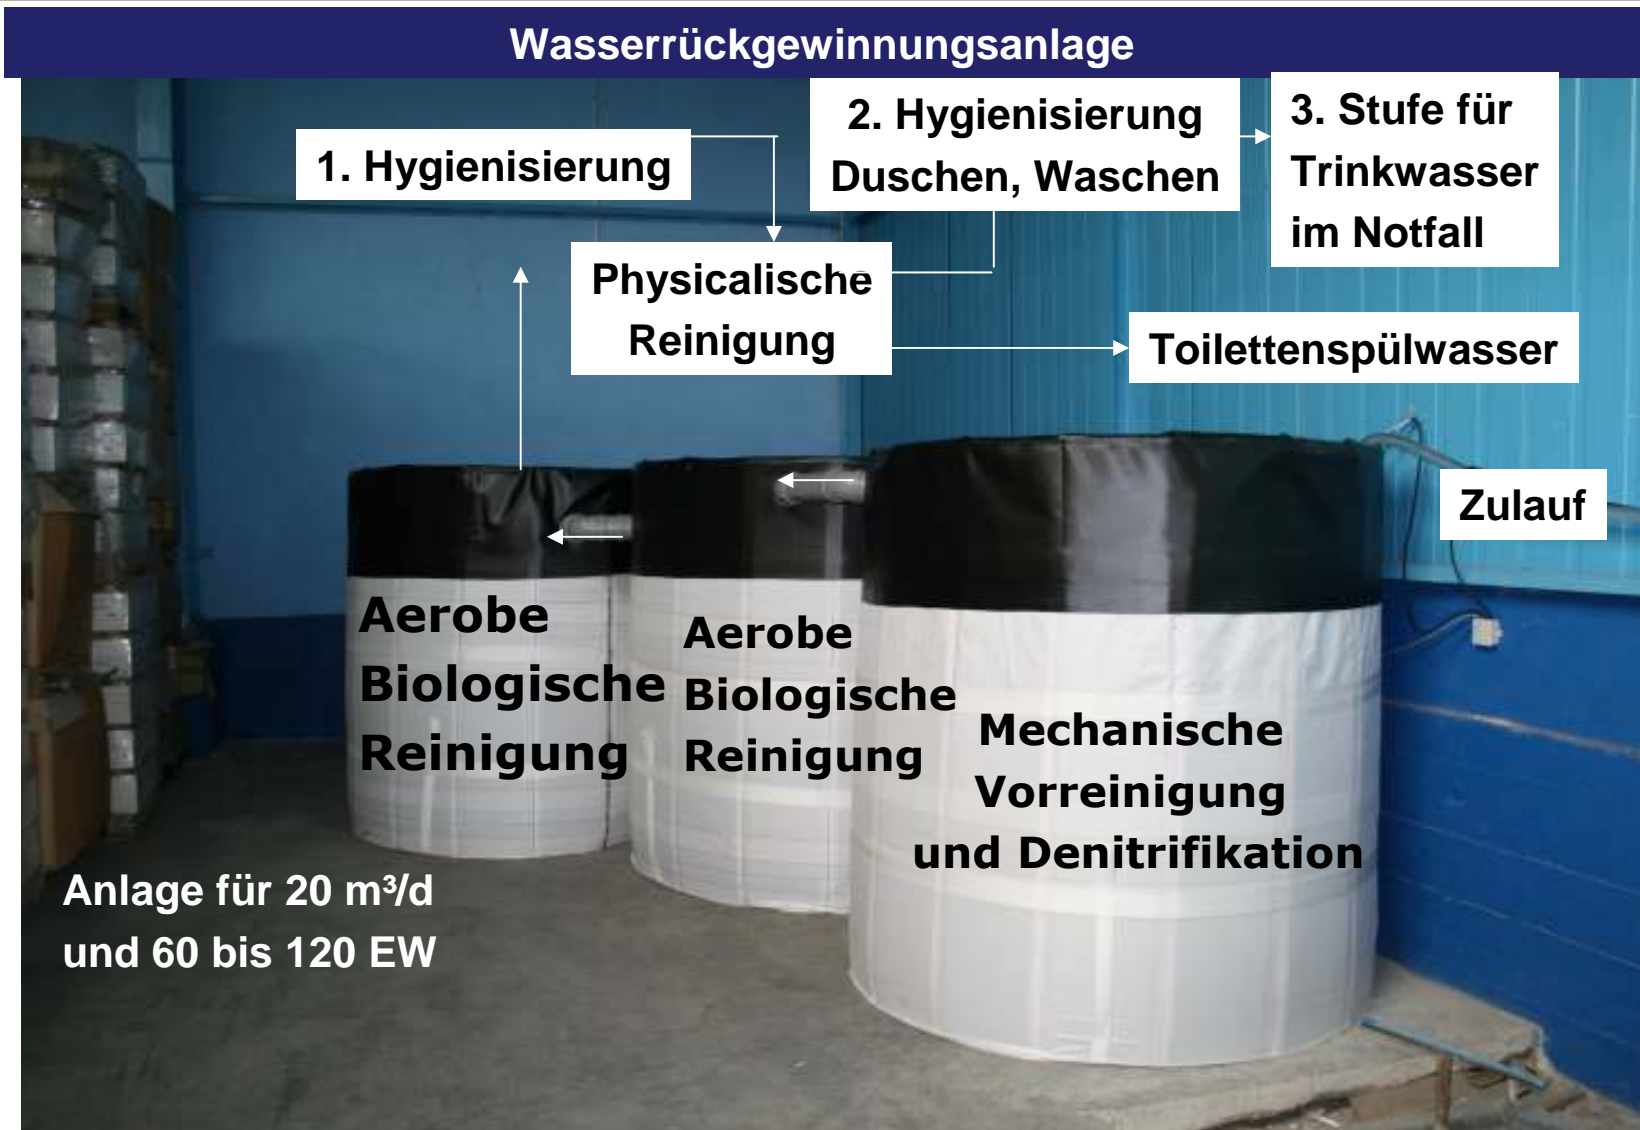 Wasserrückgewinnungsanlage
1. Hygienisierung
2. Hygienisierung
Duschen, Waschen
3. Stufe für
Trinkwasser
im Notfall
Physicalische
Reinigung
Toilettenspülwasser
Zulauf
Aerobe
Biologische
Reinigung
Aerobe
Biologische
Reinigung
Mechanische
Vorreinigung
und Denitrifikation
Anlage für 20 m³/d
und 60 bis 120 EW